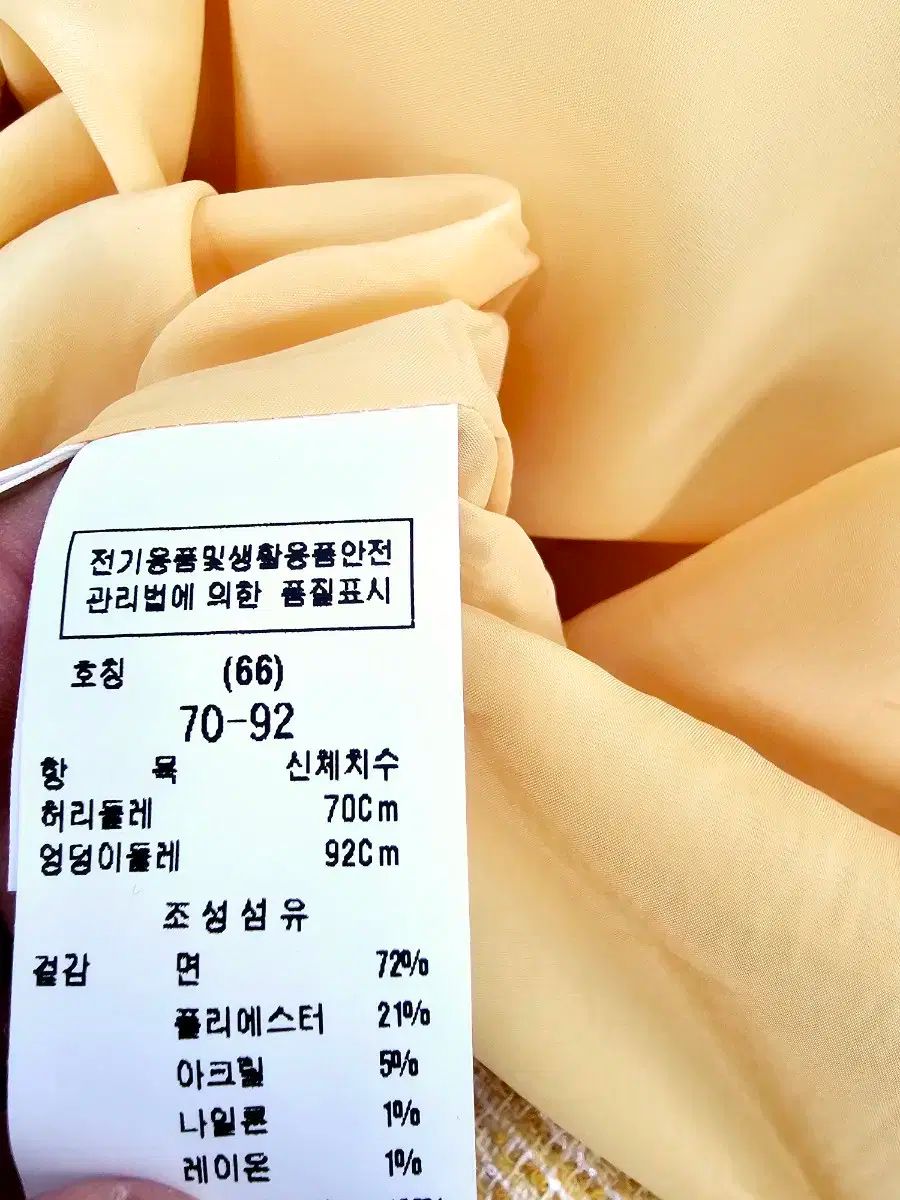 전기용품및생활용품안전
관리법에 의한 품질표시
호칭 (66)
70-92
항 목 신체치수
허리둘레 70Cm
엉덩이둘레 92Cm
조성섬유
겉감 면 72%
폴리에스터 21%
아크릴 5%
나일론 1%
레이온 1%